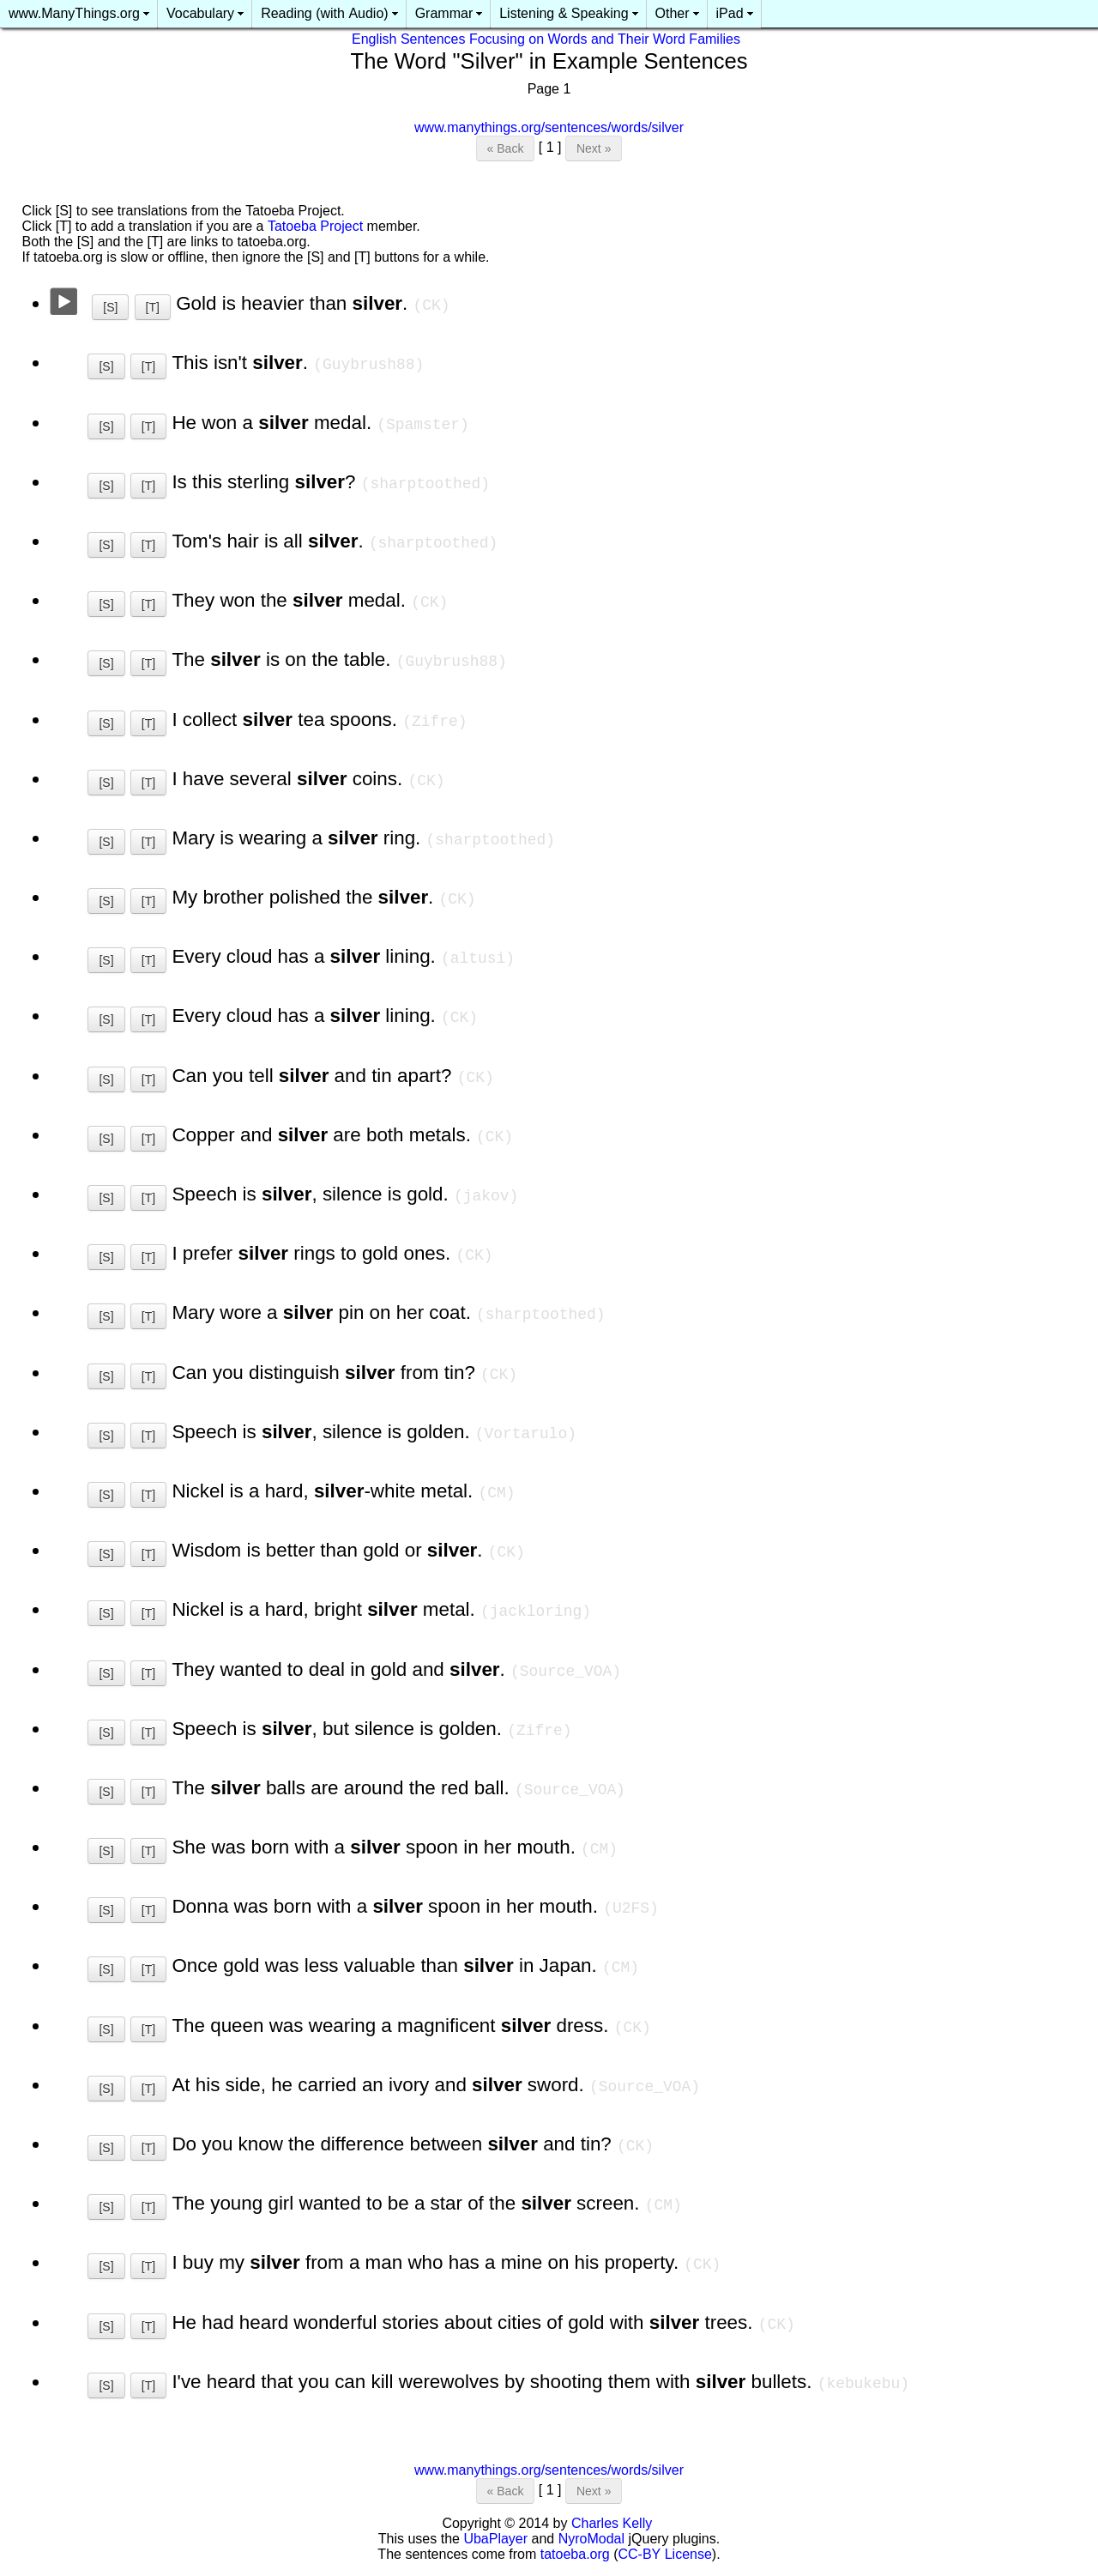 www.ManyThings.org Vocabulary Reading (with Audio) Grammar Listening & Speaking Other iPad
English Sentences Focusing on Words and Their Word Families
The Word "Silver" in Example Sentences
Page 1
www.manythings.org/sentences/words/silver
« Back [ 1 ] Next »
Click [S] to see translations from the Tatoeba Project.
Click [T] to add a translation if you are a Tatoeba Project member.
Both the [S] and the [T] are links to tatoeba.org.
If tatoeba.org is slow or offline, then ignore the [S] and [T] buttons for a while.
[S] [T] Gold is heavier than silver. (CK)
[S] [T] This isn't silver. (Guybrush88)
[S] [T] He won a silver medal. (Spamster)
[S] [T] Is this sterling silver? (sharptoothed)
[S] [T] Tom's hair is all silver. (sharptoothed)
[S] [T] They won the silver medal. (CK)
[S] [T] The silver is on the table. (Guybrush88)
[S] [T] I collect silver tea spoons. (Zifre)
[S] [T] I have several silver coins. (CK)
[S] [T] Mary is wearing a silver ring. (sharptoothed)
[S] [T] My brother polished the silver. (CK)
[S] [T] Every cloud has a silver lining. (altusi)
[S] [T] Every cloud has a silver lining. (CK)
[S] [T] Can you tell silver and tin apart? (CK)
[S] [T] Copper and silver are both metals. (CK)
[S] [T] Speech is silver, silence is gold. (jakov)
[S] [T] I prefer silver rings to gold ones. (CK)
[S] [T] Mary wore a silver pin on her coat. (sharptoothed)
[S] [T] Can you distinguish silver from tin? (CK)
[S] [T] Speech is silver, silence is golden. (Vortarulo)
[S] [T] Nickel is a hard, silver-white metal. (CM)
[S] [T] Wisdom is better than gold or silver. (CK)
[S] [T] Nickel is a hard, bright silver metal. (jackloring)
[S] [T] They wanted to deal in gold and silver. (Source_VOA)
[S] [T] Speech is silver, but silence is golden. (Zifre)
[S] [T] The silver balls are around the red ball. (Source_VOA)
[S] [T] She was born with a silver spoon in her mouth. (CM)
[S] [T] Donna was born with a silver spoon in her mouth. (U2FS)
[S] [T] Once gold was less valuable than silver in Japan. (CM)
[S] [T] The queen was wearing a magnificent silver dress. (CK)
[S] [T] At his side, he carried an ivory and silver sword. (Source_VOA)
[S] [T] Do you know the difference between silver and tin? (CK)
[S] [T] The young girl wanted to be a star of the silver screen. (CM)
[S] [T] I buy my silver from a man who has a mine on his property. (CK)
[S] [T] He had heard wonderful stories about cities of gold with silver trees. (CK)
[S] [T] I've heard that you can kill werewolves by shooting them with silver bullets. (kebukebu)
www.manythings.org/sentences/words/silver
« Back [ 1 ] Next »
Copyright © 2014 by Charles Kelly
This uses the UbaPlayer and NyroModal jQuery plugins.
The sentences come from tatoeba.org (CC-BY License).